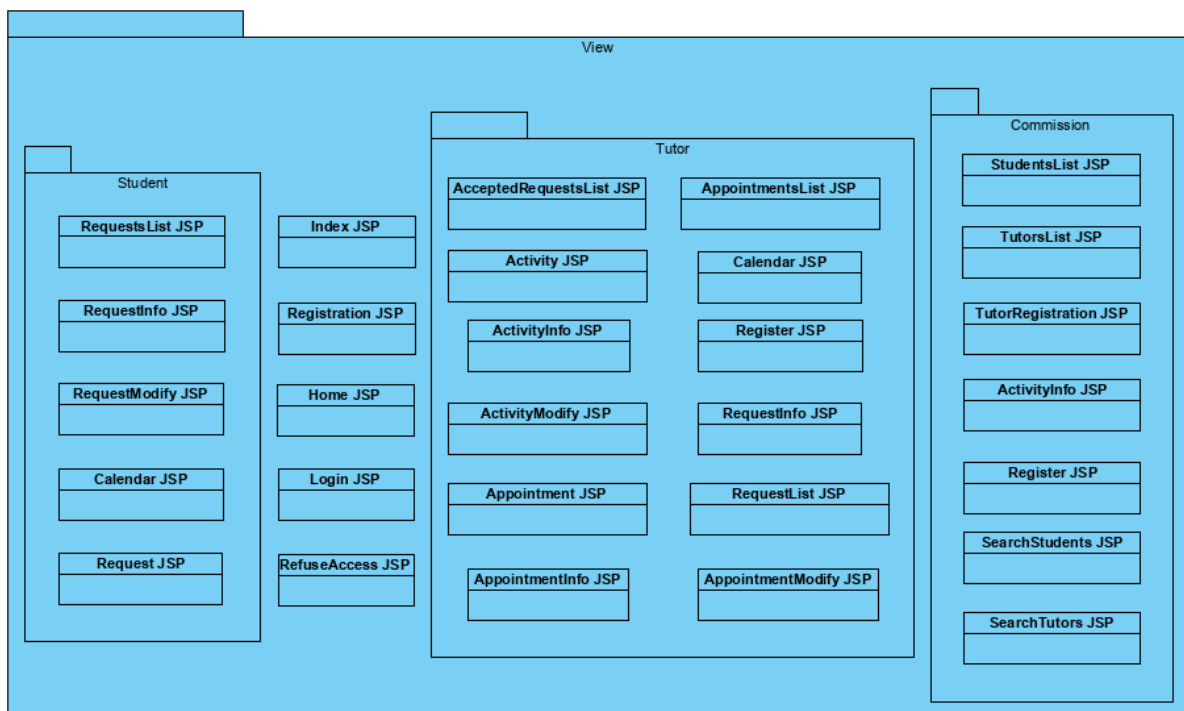 View
Student
RequestsList JSP
RequestInfo JSP
RequestModify JSP
Calendar JSP
Request JSP
Index JSP
Registration JSP
Home JSP
Login JSP
RefuseAccess JSP
Tutor
AcceptedRequestsList JSP
AppointmentsList JSP
Activity JSP
Calendar JSP
ActivityInfo JSP
Register JSP
ActivityModify JSP
RequestInfo JSP
Appointment JSP
RequestList JSP
AppointmentInfo JSP
AppointmentModify JSP
Commission
StudentsList JSP
TutorsList JSP
TutorRegistration JSP
ActivityInfo JSP
Register JSP
SearchStudents JSP
SearchTutors JSP